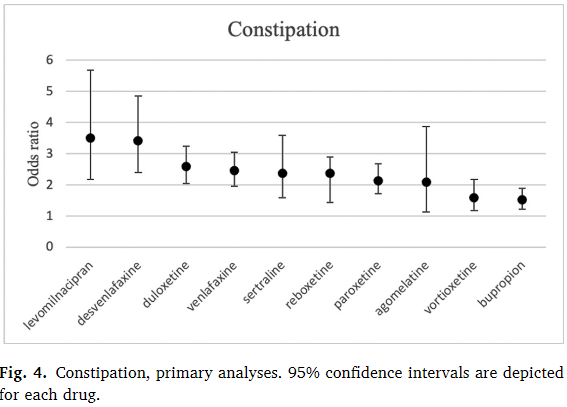 Constipation
6
5
4
3
2
1
0
Odds ratio
levomilnacipran
desvenlafaxine
duloxetine
venlafaxine
sertraline
reboxetine
paroxetine
agomelatine
vortioxetine
bupropion
Fig. 4. Constipation, primary analyses. 95% confidence intervals are depicted
for each drug.